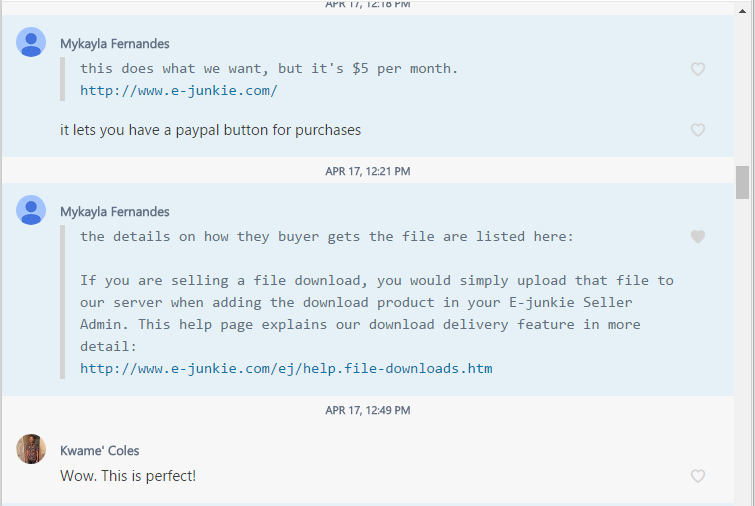 APR 17, 12:18 PM
Mykayla Fernandes
this does what we want, but it's $5 per month.
http://www.e-junkie.com/
it lets you have a paypal button for purchases
APR 17, 12:21 PM
Mykayla Fernandes
the details on how they buyer gets the file are listed here:
If you are selling a file download, you would simply upload that file to
our server when adding the download product in your E-junkie Seller
Admin. This help page explains our download delivery feature in more
detail:
http://www.e-junkie.com/ej/help.file-downloads.htm
APR 17, 12:49 PM
Kwame' Coles
Wow. This is perfect!